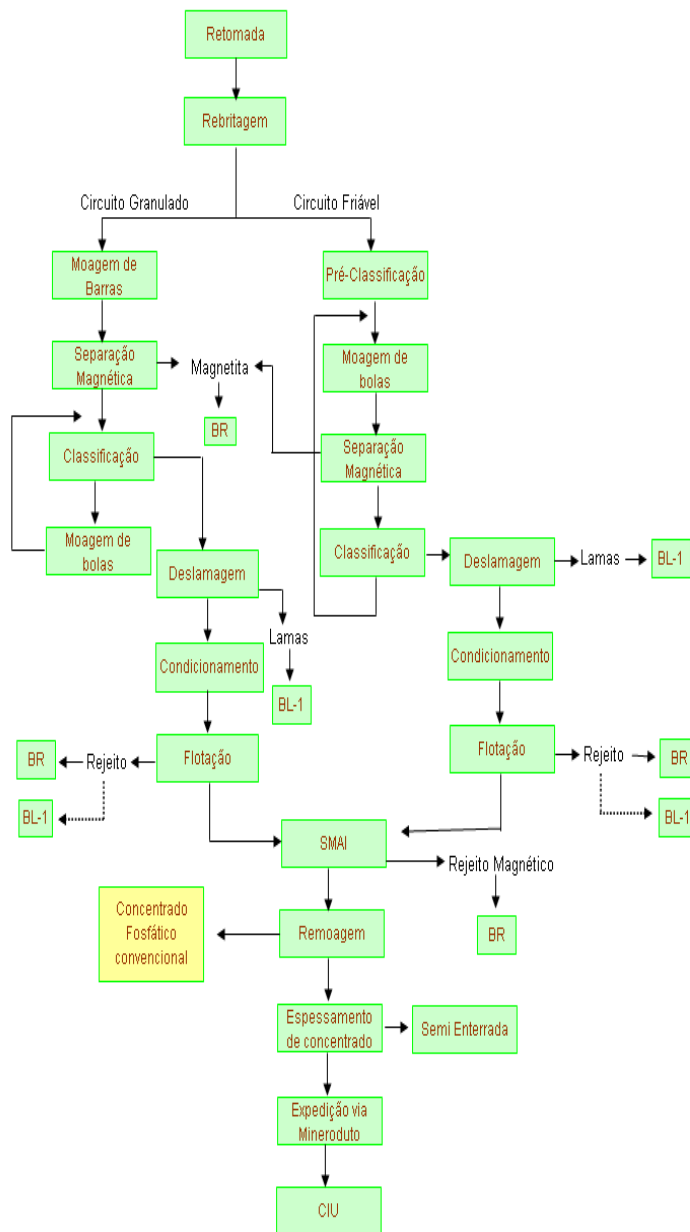 Retomada
Rebritagem
Circuito Granulado
Circuito Friável
Moagem de
Barras
Pré-Classificação
Separação
Magnética
Magnetita
BR
Moagem de
bolas
Classificação
Separação
Magnética
Moagem de
bolas
Classificação
Deslamagem
Lamas
BL-1
Deslamagem
Lamas
BL-1
Condicionamento
Condicionamento
Flotação
Rejeito
BR
BL-1
Flotação
Rejeito
BR
BL-1
SMAI
Rejeito Magnético
BR
Concentrado
Fosfático
convencional
Remoagem
Espessamento
de concentrado
Semi Enterrada
Expedição via
Mineroduto
CIU